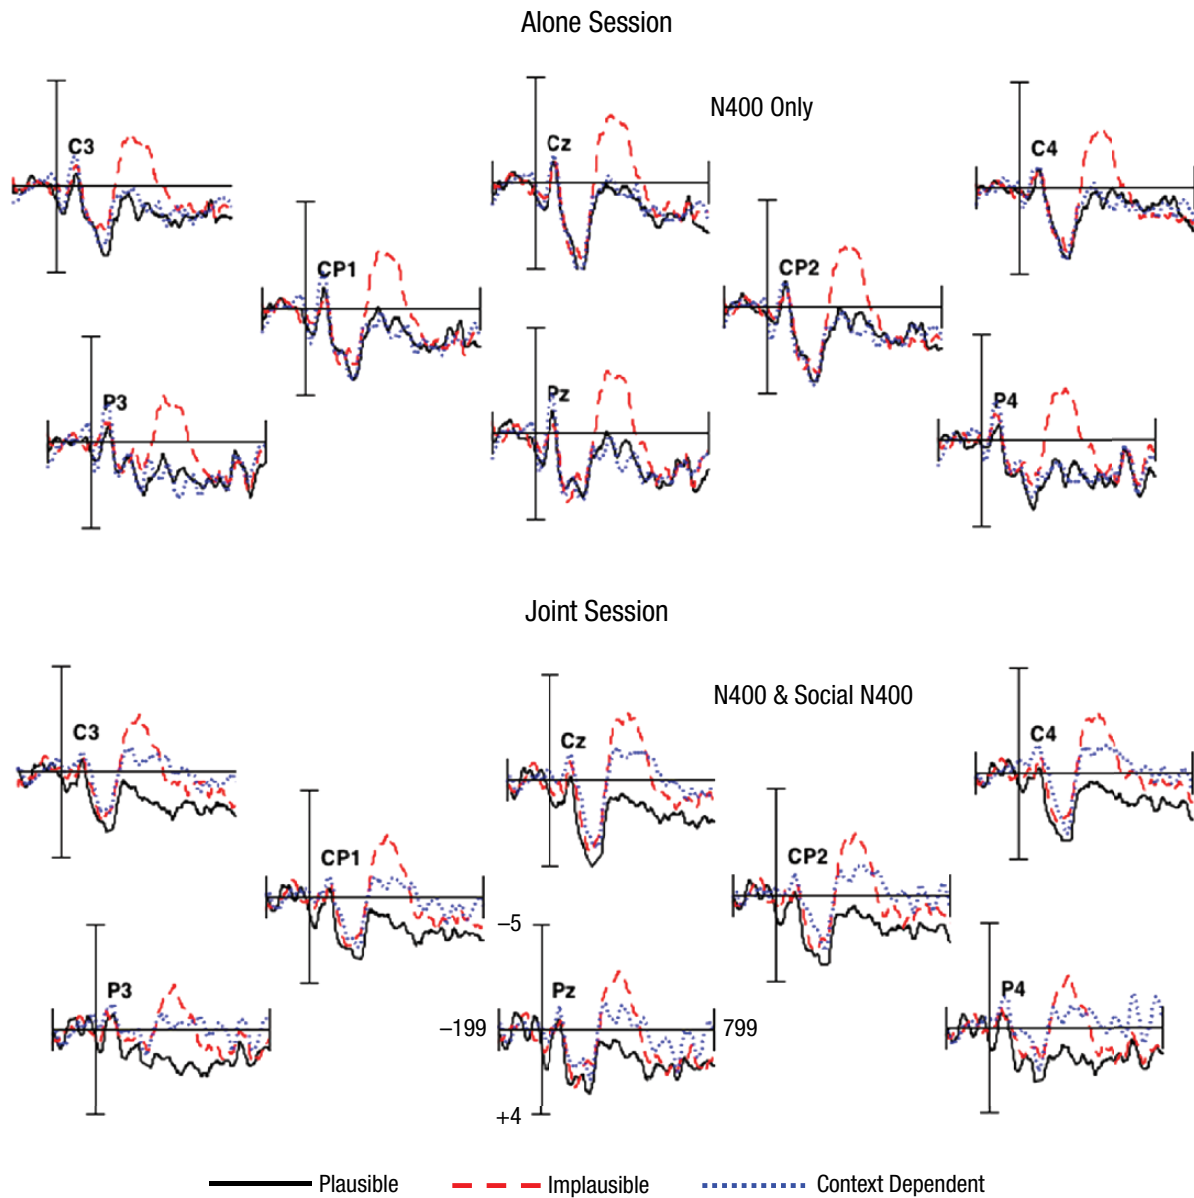 Alone Session
N400 Only
C3
Cz
C4
CP1
CP2
P3
Pz
P4
Joint Session
N400 & Social N400
C3
Cz
C4
CP1
CP2
–5
P3
Pz
P4
–199
799
+4
Plausible
Implausible
Context Dependent